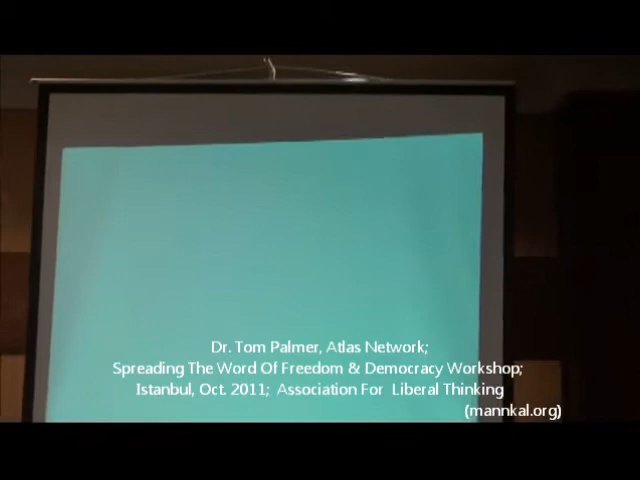 Dr. Tom Palmer, Atlas Network;
Spreading The Word Of Freedom & Democracy Workshop;
Istanbul, Oct. 2011;  Association For  Liberal Thinking
(mannkal.org)